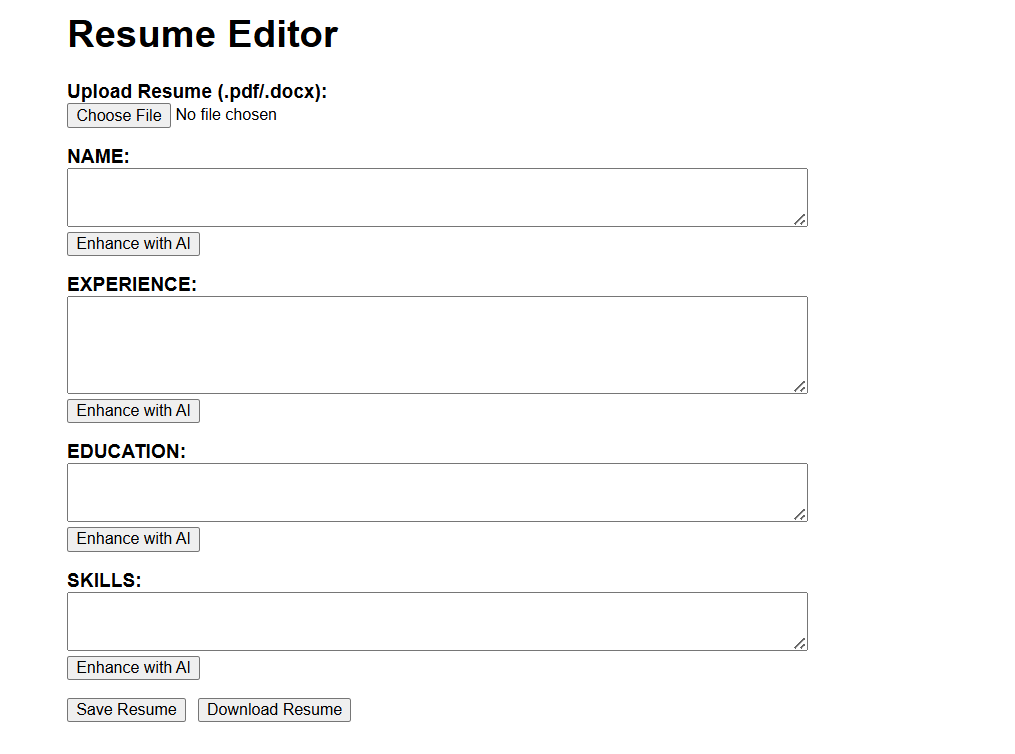 Resume Editor
Upload Resume (.pdf/.docx):
Choose File No file chosen
NAME:
Enhance with AI
EXPERIENCE:
Enhance with AI
EDUCATION:
Enhance with AI
SKILLS:
Enhance with AI
Save Resume Download Resume